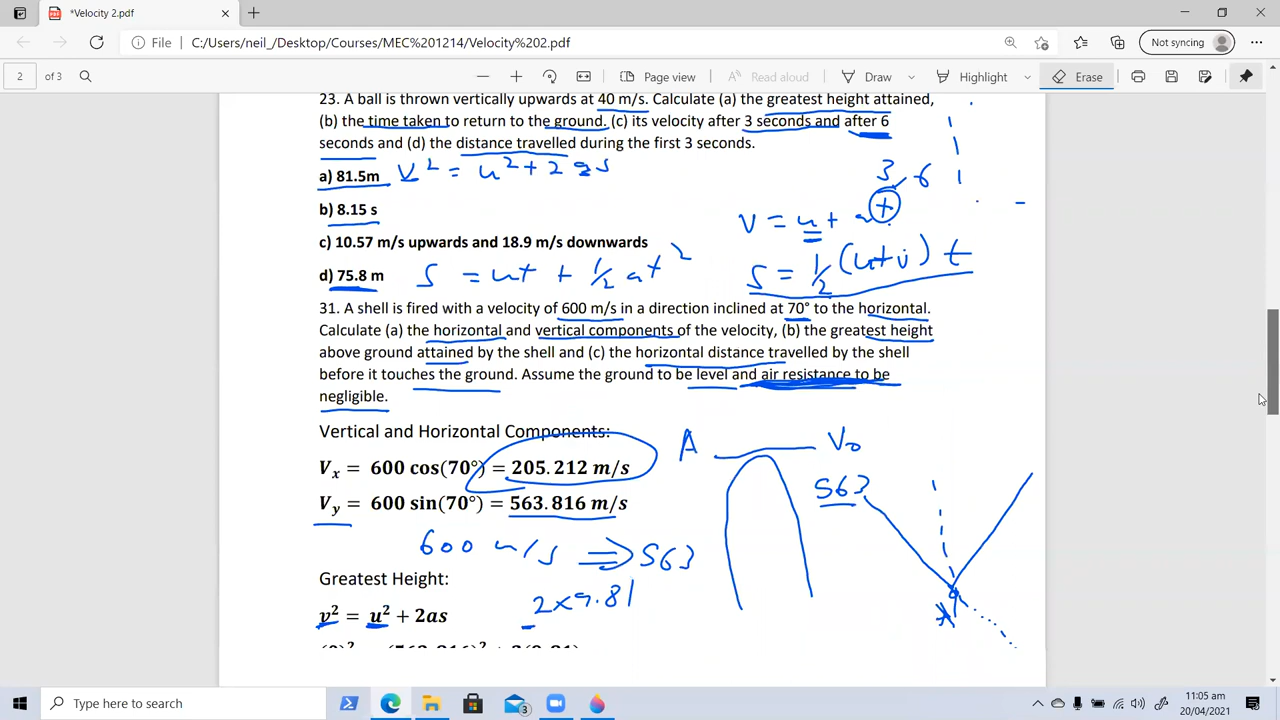 *Velocity 2.pdf
File C:/Users/neil_/Desktop/Courses/MEC%201214/Velocity%202.pdf Not syncing
2 of 3 Page view Read aloud Draw Highlight Erase
23. A ball is thrown vertically upwards at 40 m/s. Calculate (a) the greatest height attained,
(b) the time taken to return to the ground. (c) its velocity after 3 seconds and after 6
seconds and (d) the distance travelled during the first 3 seconds.
a) 81.5m v² = u² + 2 as
3 6
b) 8.15 s
v = u + at
c) 10.57 m/s upwards and 18.9 m/s downwards
d) 75.8 m s = ut + 1/2 at² s = 1/2 (u+v) t
31. A shell is fired with a velocity of 600 m/s in a direction inclined at 70° to the horizontal.
Calculate (a) the horizontal and vertical components of the velocity, (b) the greatest height
above ground attained by the shell and (c) the horizontal distance travelled by the shell
before it touches the ground. Assume the ground to be level and air resistance to be
negligible.
Vertical and Horizontal Components:
A V0
Vx = 600 cos(70°) = 205.212 m/s
563
Vy = 600 sin(70°) = 563.816 m/s
600 m/s ⇒ 563
Greatest Height:
2×9.81
v² = u² + 2as
Type here to search
3
11:05 am
20/04/2021